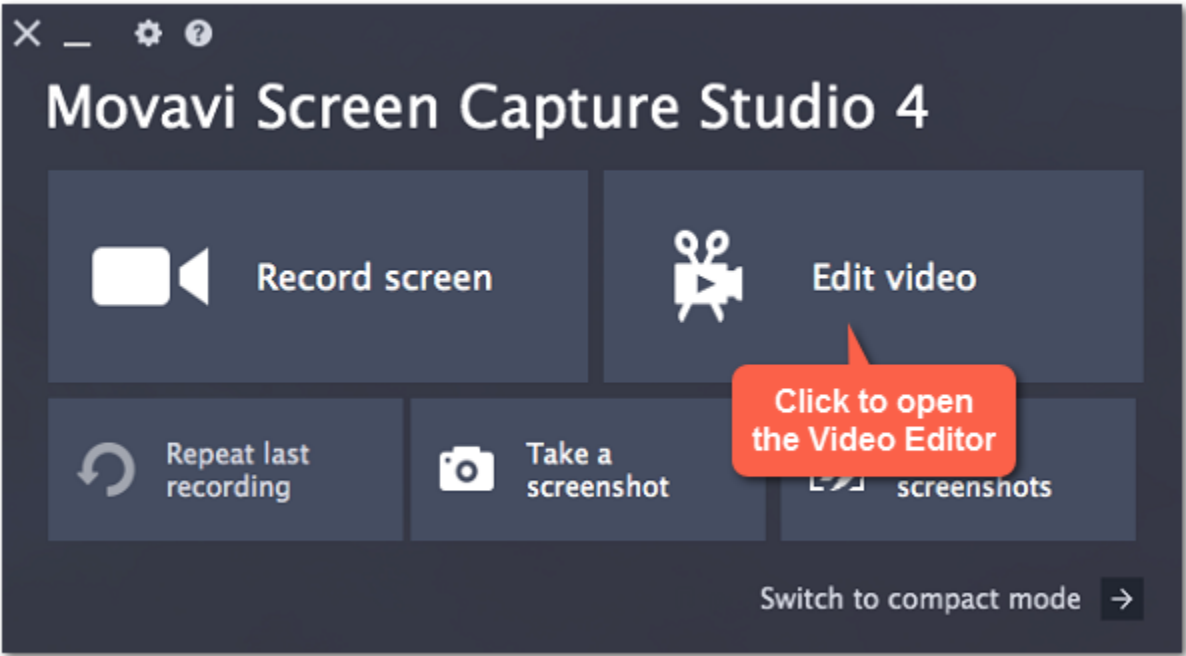 Movavi Screen Capture Studio 4
Record screen
Edit video
Click to open
the Video Editor
Repeat last
recording
Take a
screenshot
screenshots
Switch to compact mode